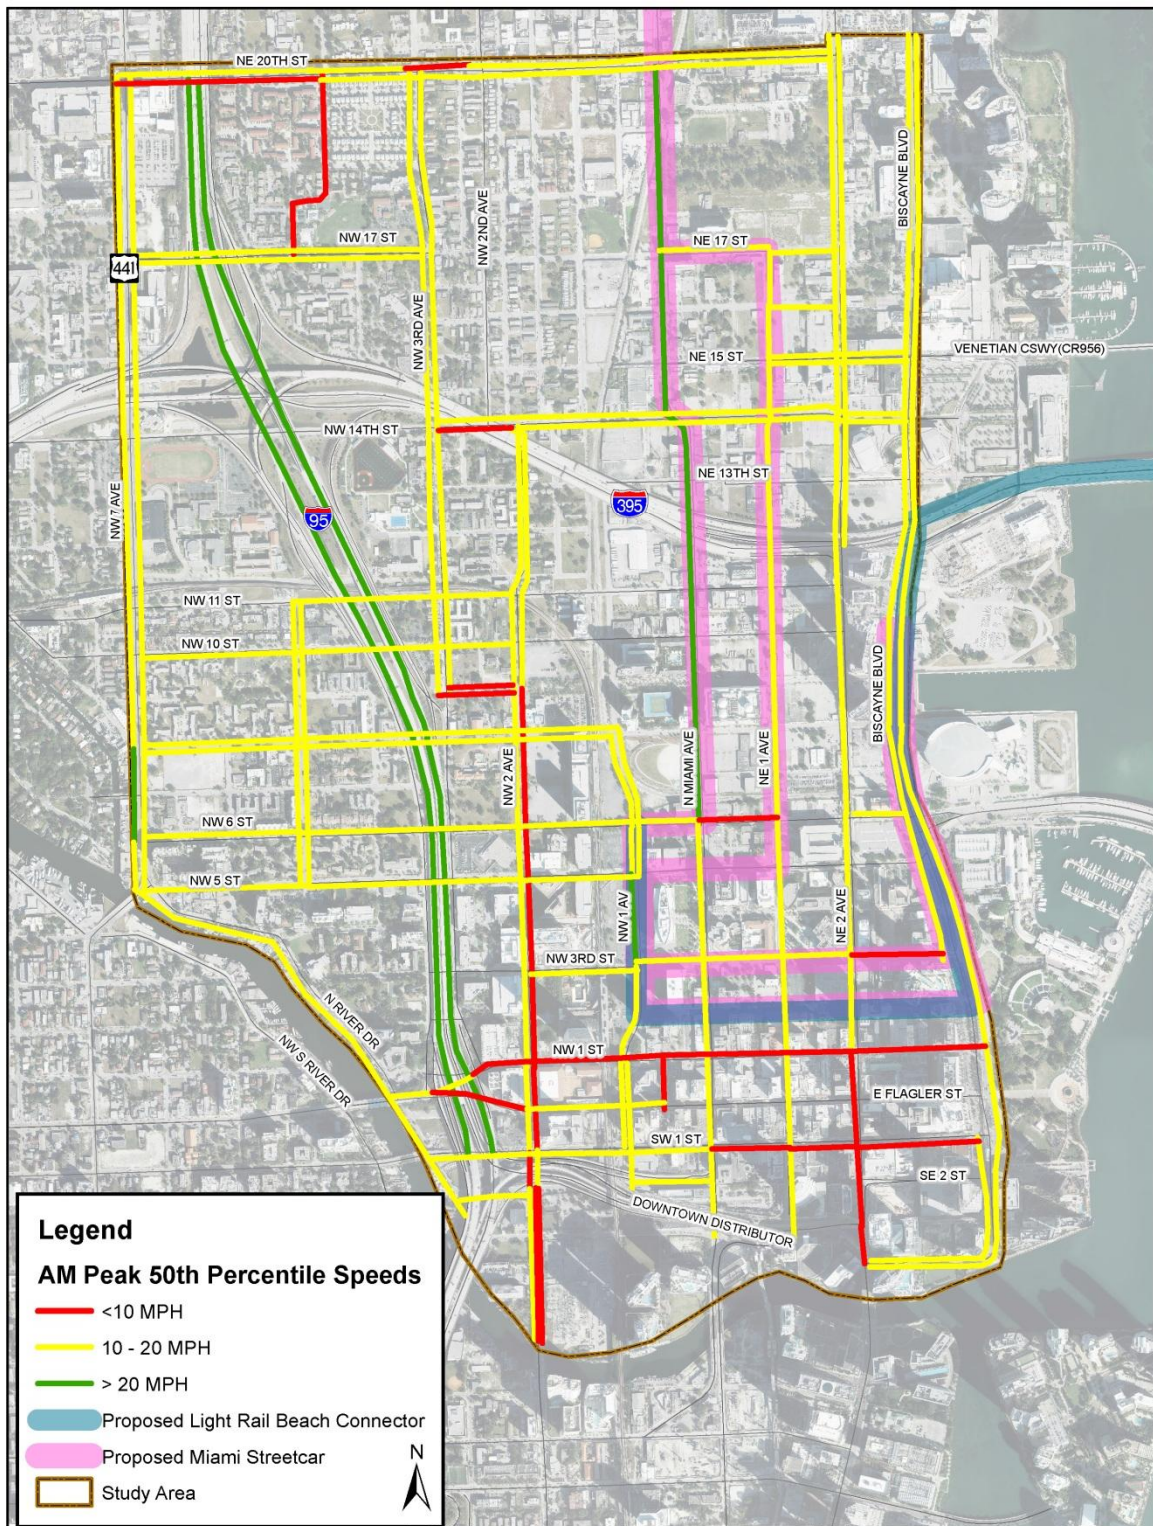 NE 20TH ST
BISCAYNE BLVD
NW 2ND AVE
NW 17 ST
NE 17 ST
441
NW 3RD AVE
NE 15 ST
VENETIAN CSWY(CR956)
NW 14TH ST
NE 13TH ST
NW 7 AVE
95
395
NW 11 ST
NW 10 ST
BISCAYNE BLVD
NW 2 AVE
N MIAMI AVE
NE 1 AVE
NW 6 ST
NW 5 ST
NW 1 AV
NE 2 AVE
NW 3RD ST
N RIVER DR
NW S RIVER DR
NW 1 ST
E FLAGLER ST
SW 1 ST
SE 2 ST
DOWNTOWN DISTRIBUTOR
Legend
AM Peak 50th Percentile Speeds
<10 MPH
10 - 20 MPH
> 20 MPH
Proposed Light Rail Beach Connector
Proposed Miami Streetcar
N
Study Area